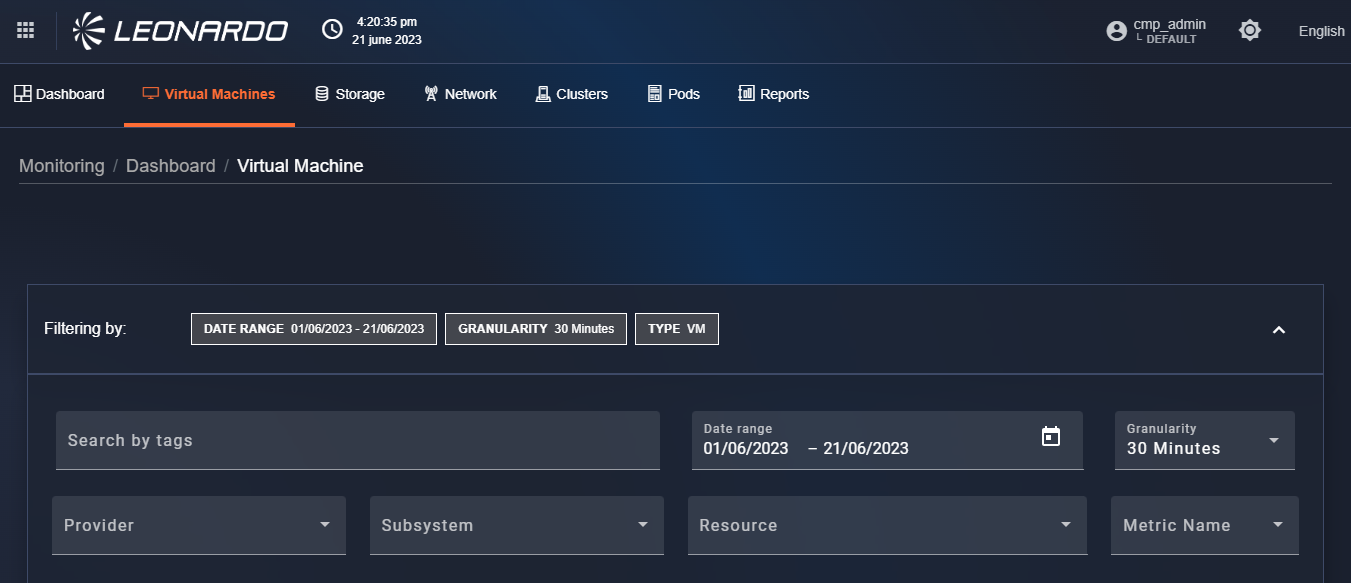 LEONARDO
4:20:35 pm
21 june 2023
cmp_admin
└ DEFAULT
English
Dashboard
Virtual Machines
Storage
Network
Clusters
Pods
Reports
Monitoring / Dashboard / Virtual Machine
Filtering by:
DATE RANGE 01/06/2023 - 21/06/2023
GRANULARITY 30 Minutes
TYPE VM
Search by tags
Date range
01/06/2023 – 21/06/2023
Granularity
30 Minutes
Provider
Subsystem
Resource
Metric Name